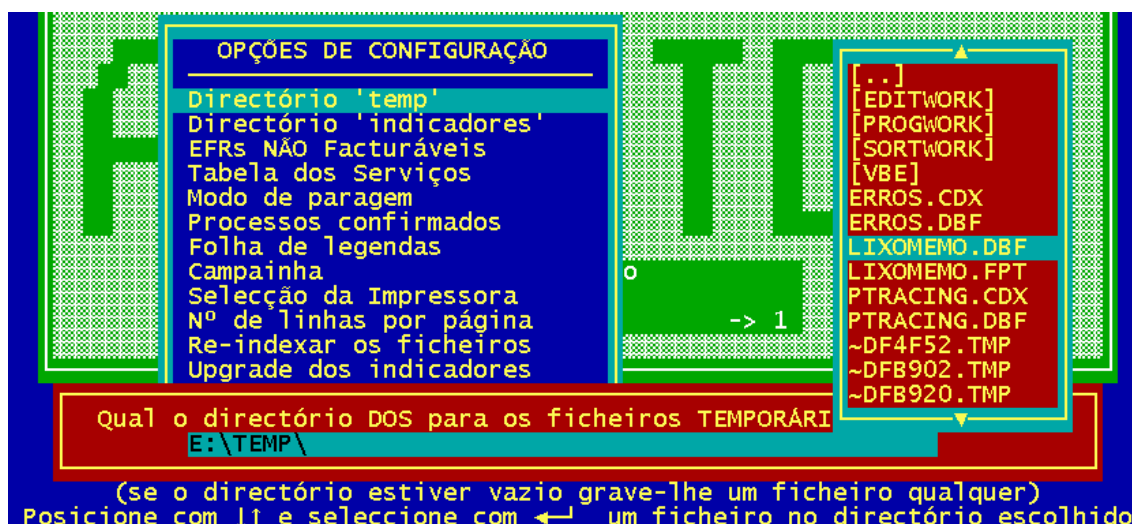 OPÇÕES DE CONFIGURAÇÃO
Directório 'temp'
Directório 'indicadores'
EFRs NÃO Facturáveis
Tabela dos Serviços
Modo de paragem
Processos confirmados
Folha de legendas
Campainha
Selecção da Impressora
Nº de linhas por página
Re-indexar os ficheiros
Upgrade dos indicadores
o
-> 1
[..]
[EDITWORK]
[PROGWORK]
[SORTWORK]
[VBE]
ERROS.CDX
ERROS.DBF
LIXOMEMO.DBF
LIXOMEMO.FPT
PTRACING.CDX
PTRACING.DBF
~DF4F52.TMP
~DFB902.TMP
~DFB920.TMP
Qual o directório DOS para os ficheiros TEMPORÁRI
E:\TEMP\
(se o directório estiver vazio grave-lhe um ficheiro qualquer)
Posicione com ↓↑ e seleccione com ←┘ um ficheiro no directório escolhido